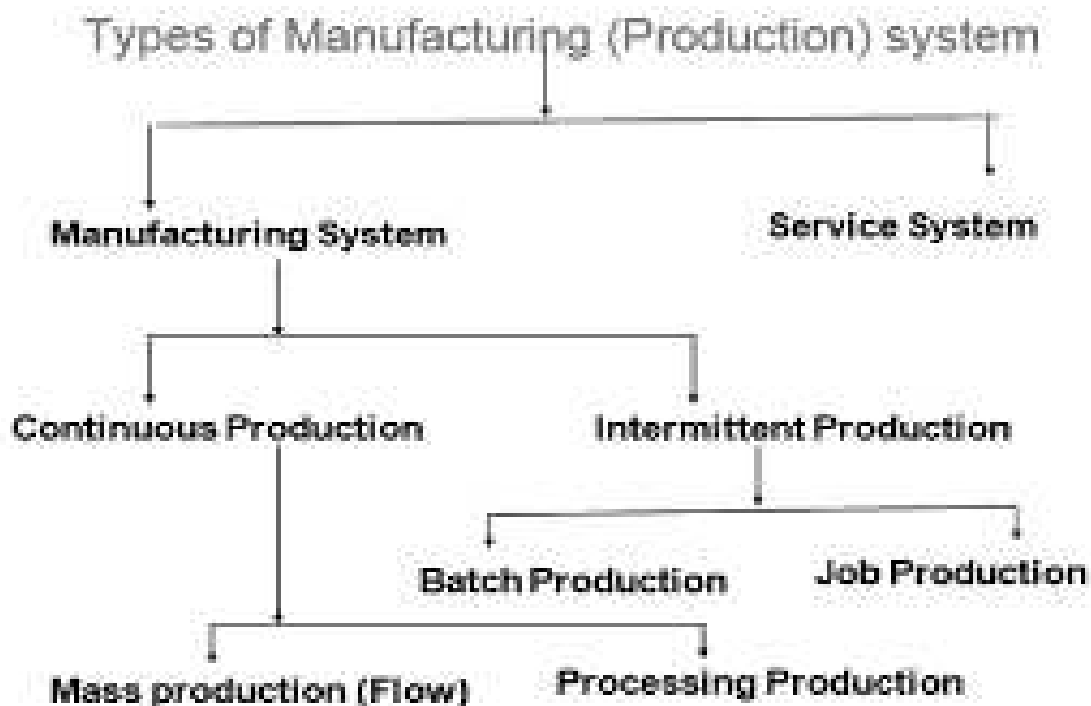 Types of Manufacturing (Production) system
Manufacturing System
Service System
Continuous Production
Intermittent Production
Batch Production
Job Production
Mass production (Flow)
Processing Production